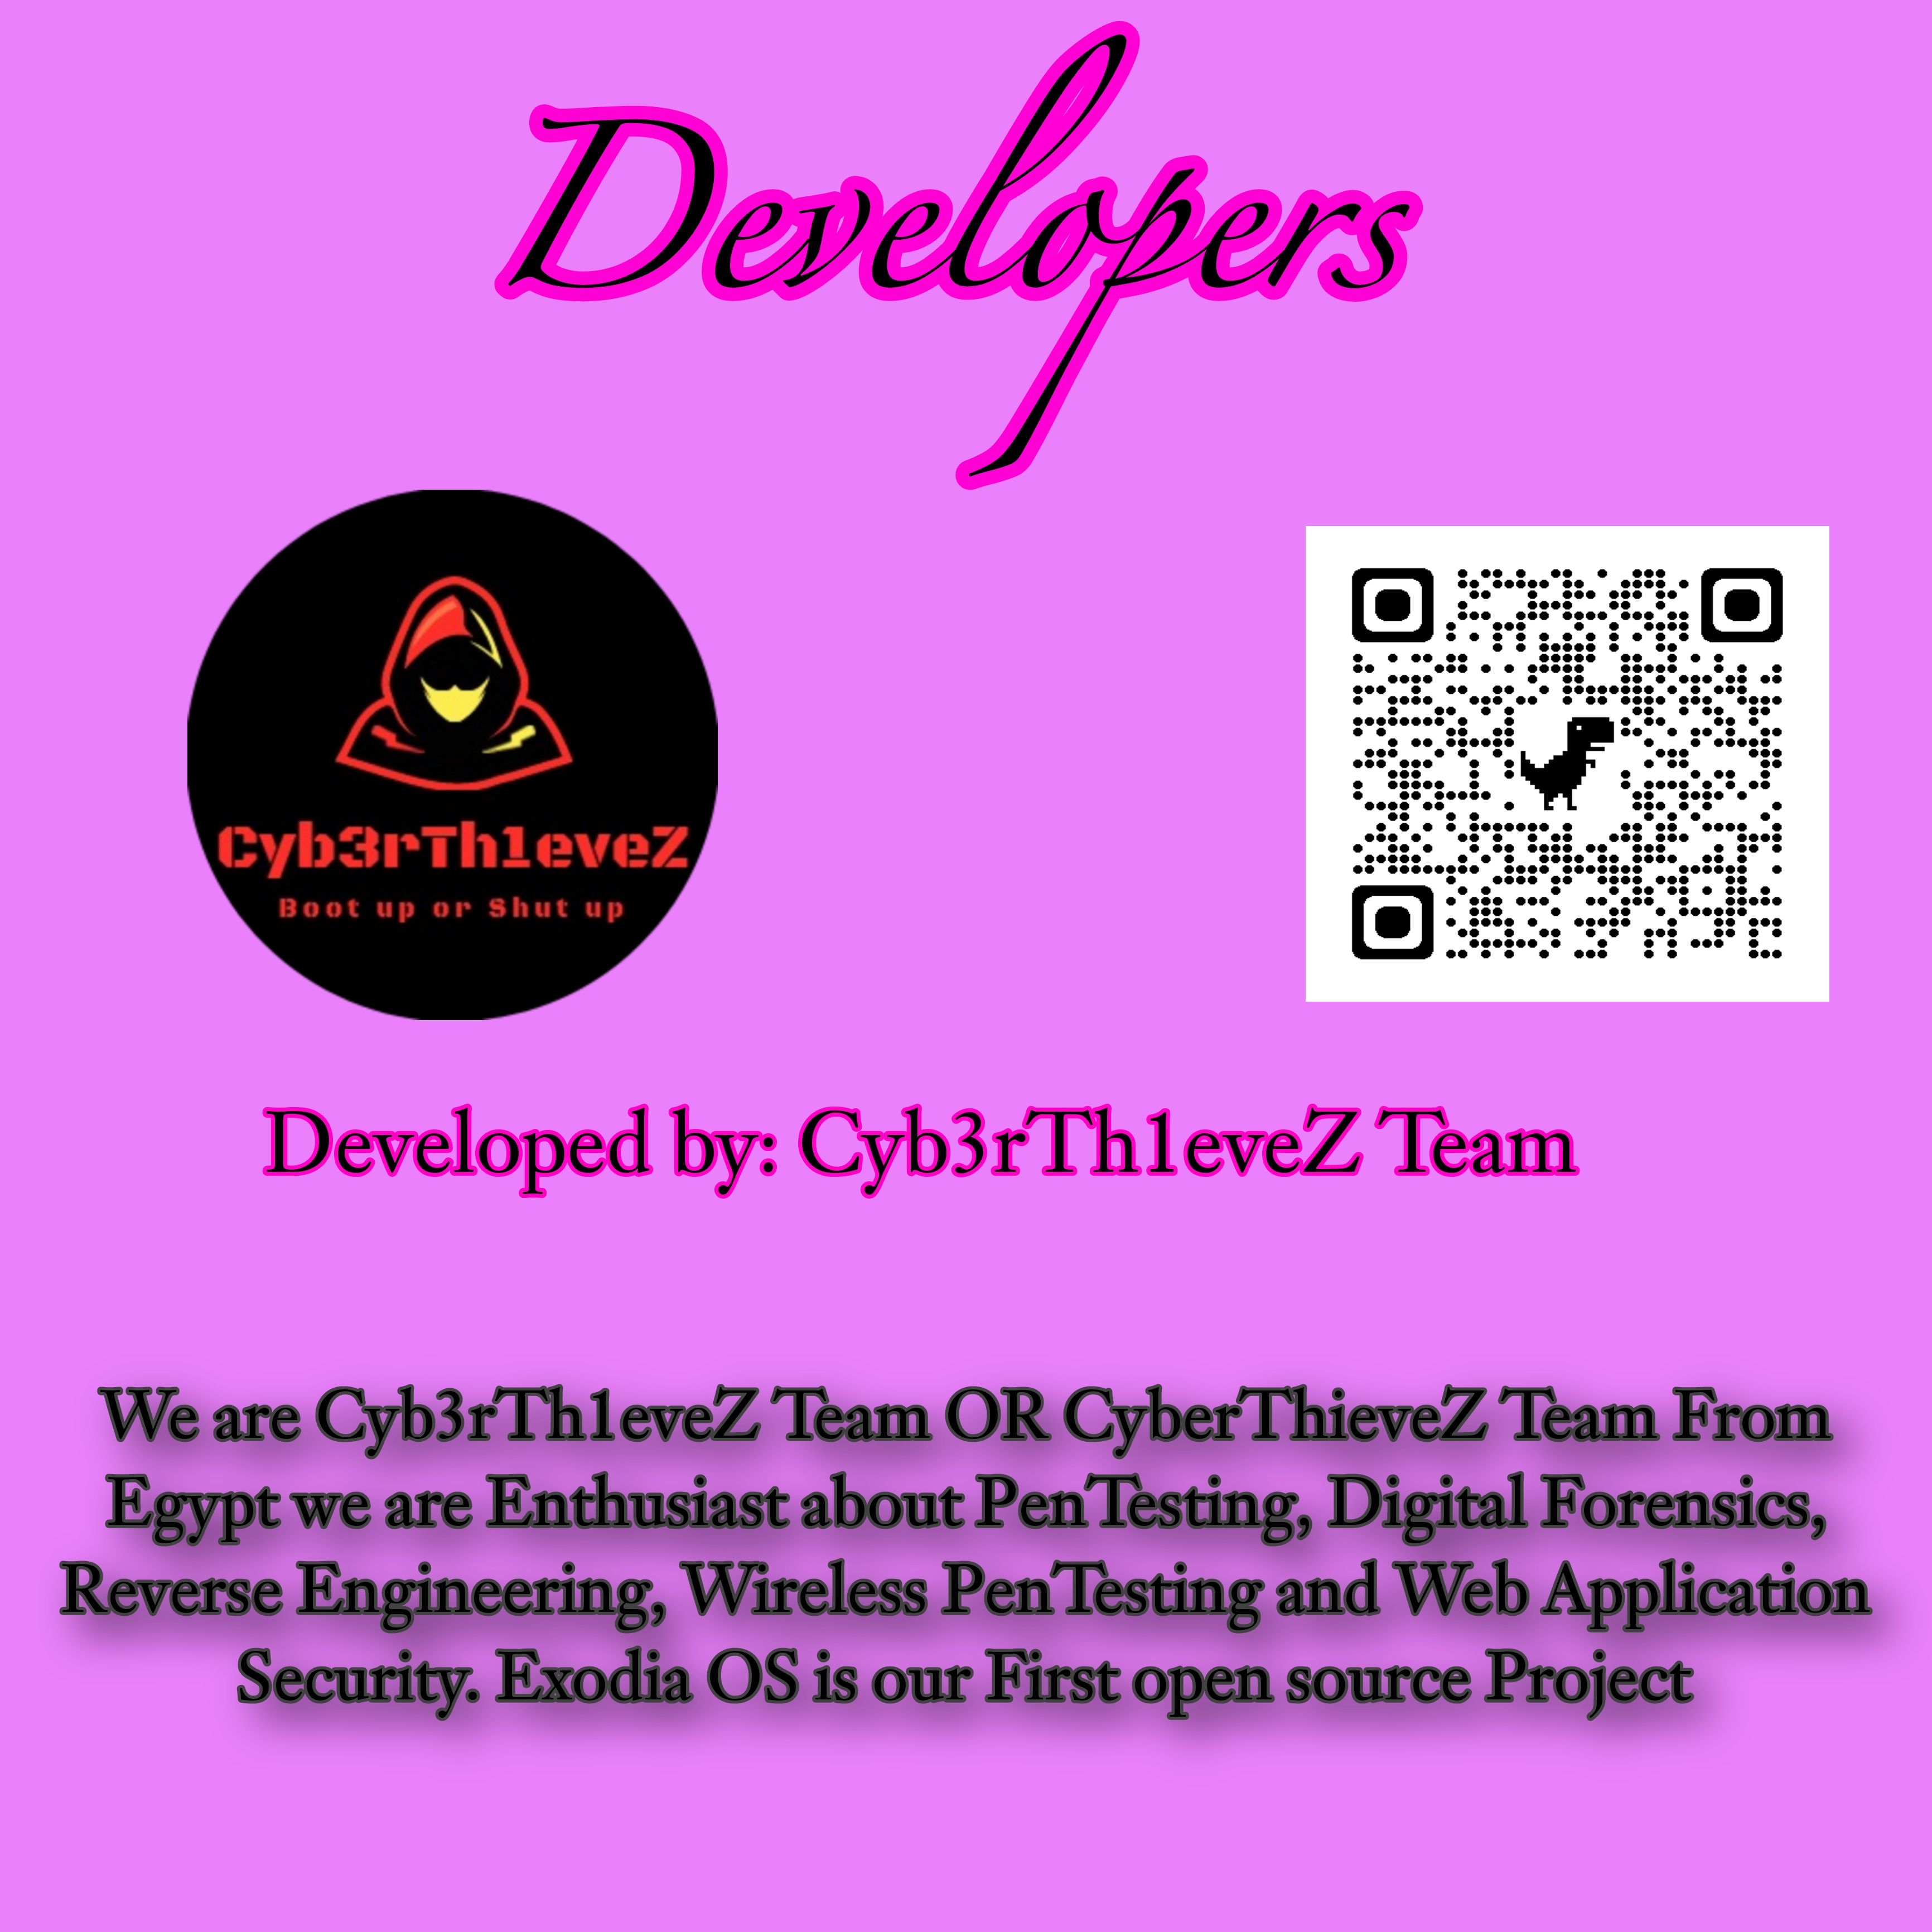 Developers
Cyb3rTh1eveZ
Boot up or Shut up
Developed by: Cyb3rTh1eveZ Team
We are Cyb3rTh1eveZ Team OR CyberThieveZ Team From
Egypt we are Enthusiast about PenTesting, Digital Forensics,
Reverse Engineering, Wireless PenTesting and Web Application
Security. Exodia OS is our First open source Project